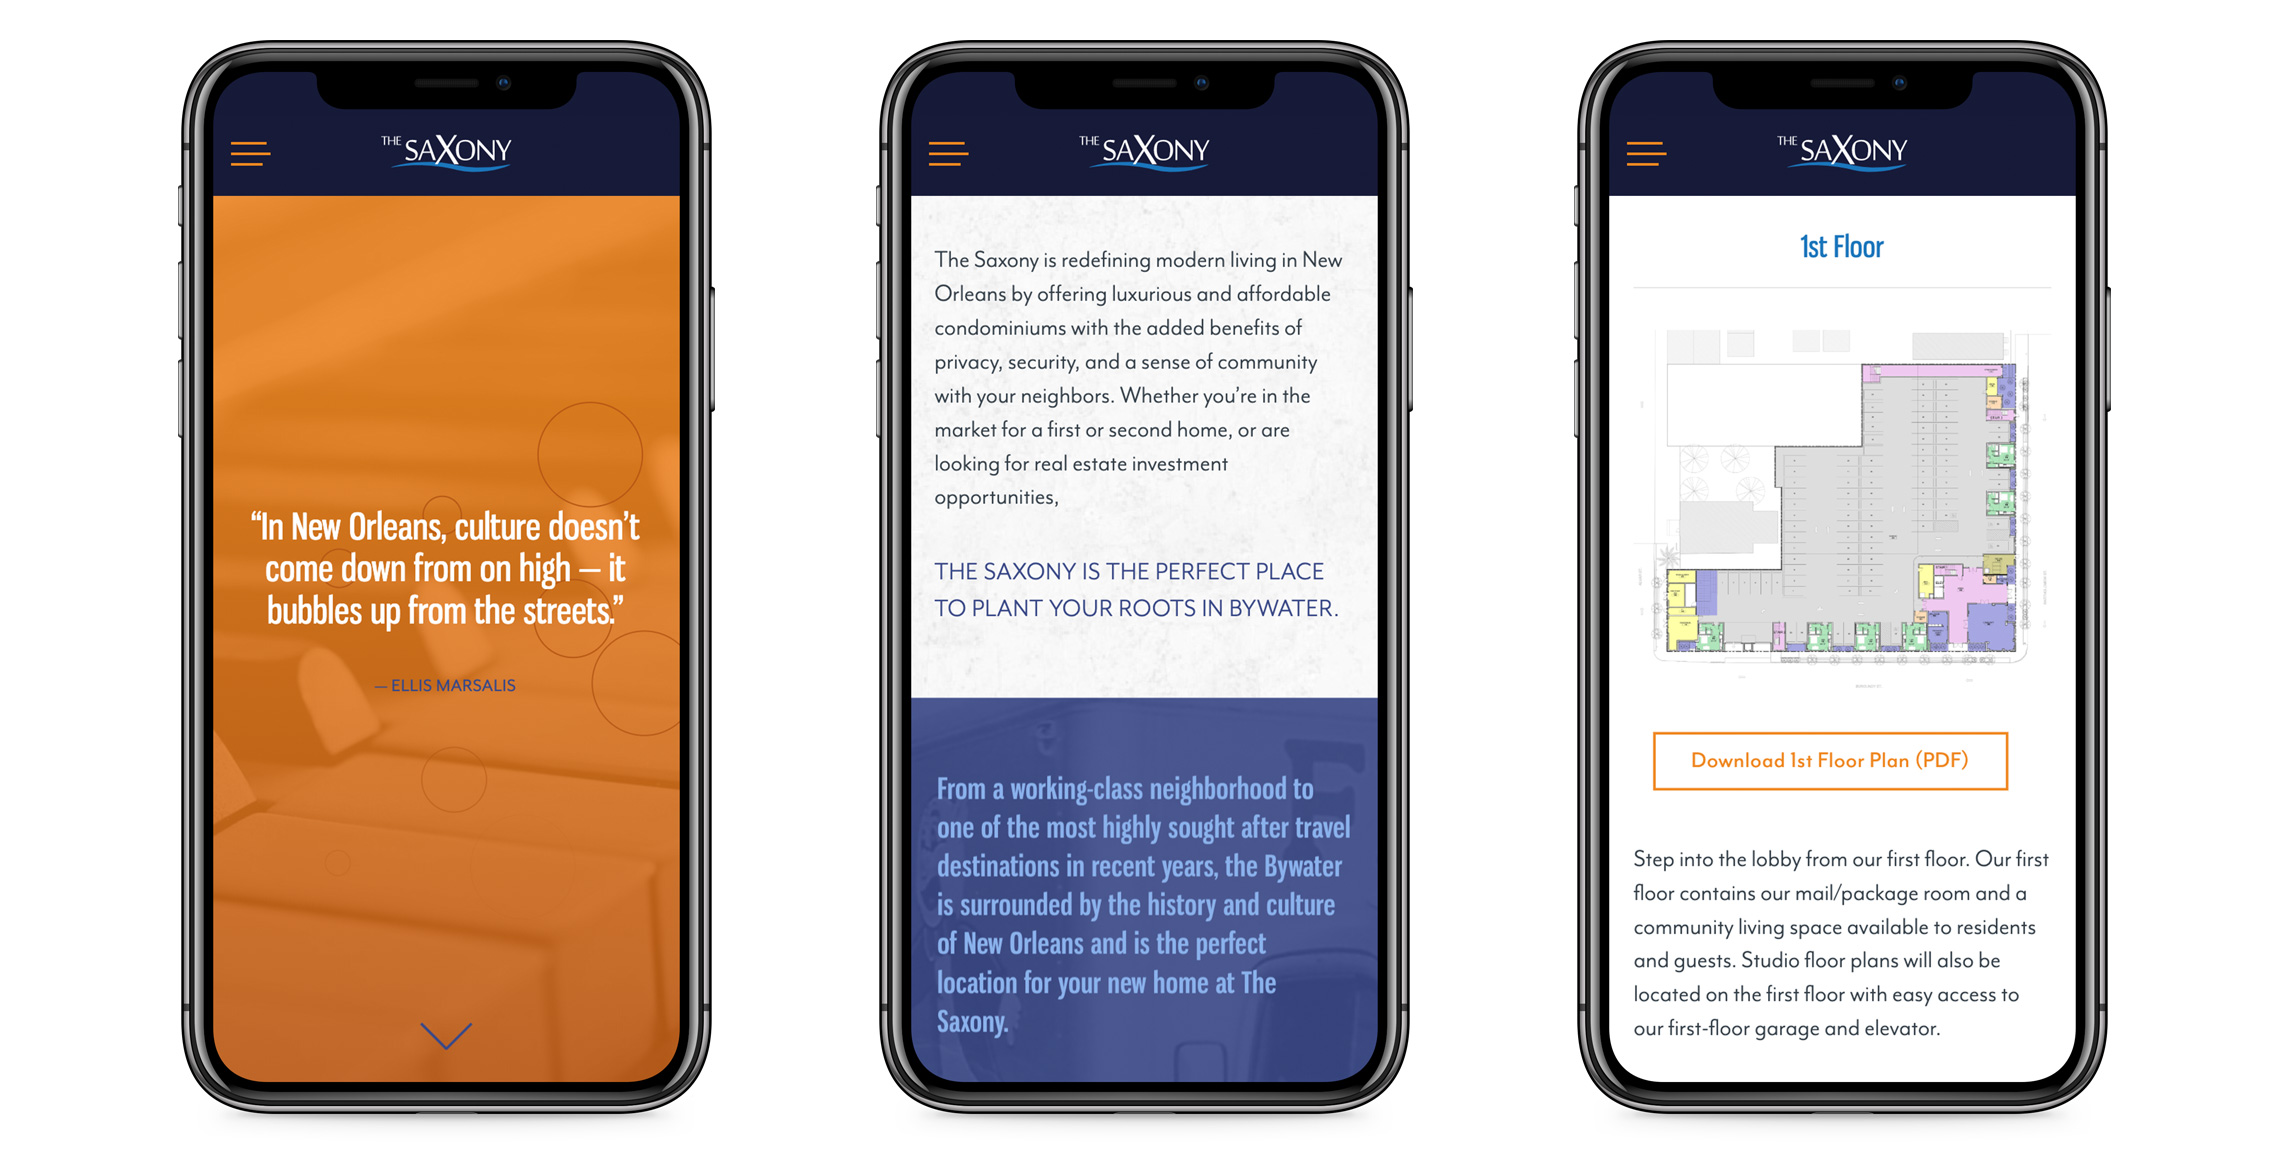 THE SAXONY
“In New Orleans, culture doesn’t
come down from on high — it
bubbles up from the streets.”
— ELLIS MARSALIS
THE SAXONY
The Saxony is redefining modern living in New
Orleans by offering luxurious and affordable
condominiums with the added benefits of
privacy, security, and a sense of community
with your neighbors. Whether you’re in the
market for a first or second home, or are
looking for real estate investment
opportunities,
THE SAXONY IS THE PERFECT PLACE
TO PLANT YOUR ROOTS IN BYWATER.
From a working-class neighborhood to
one of the most highly sought after travel
destinations in recent years, the Bywater
is surrounded by the history and culture
of New Orleans and is the perfect
location for your new home at The
Saxony.
THE SAXONY
1st Floor
Download 1st Floor Plan (PDF)
Step into the lobby from our first floor. Our first
floor contains our mail/package room and a
community living space available to residents
and guests. Studio floor plans will also be
located on the first floor with easy access to
our first-floor garage and elevator.